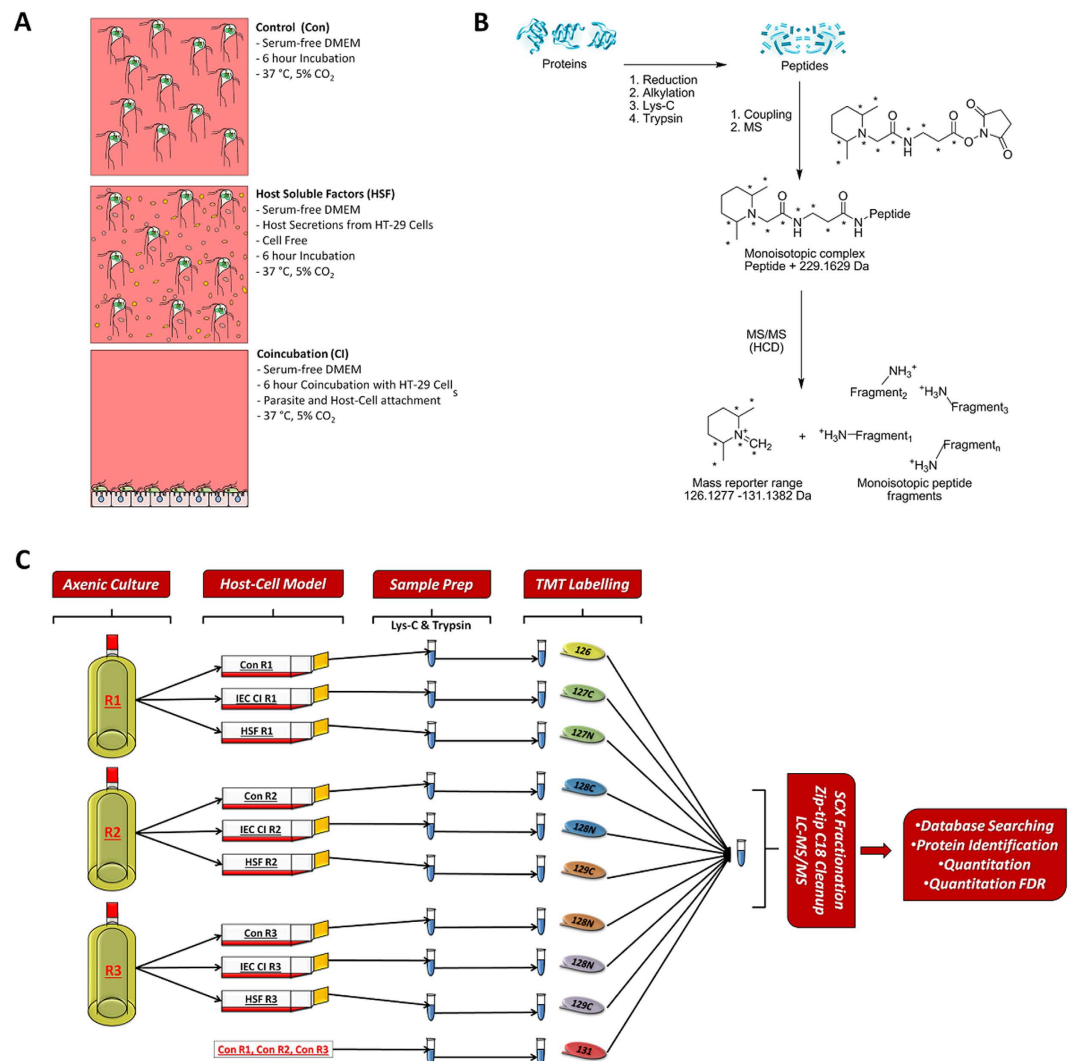 A
Control (Con)
- Serum-free DMEM
- 6 hour Incubation
- 37 °C, 5% CO2
Host Soluble Factors (HSF)
- Serum-free DMEM
- Host Secretions from HT-29 Cells
- Cell Free
- 6 hour Incubation
- 37 °C, 5% CO2
Coincubation (CI)
- Serum-free DMEM
- 6 hour Coincubation with HT-29 Cells
- Parasite and Host-Cell attachment
- 37 °C, 5% CO2
B
Proteins
Peptides
1. Reduction
2. Alkylation
3. Lys-C
4. Trypsin
1. Coupling
2. MS
N
O
N
H
O
O
N
O
O
N
O
N
H
O
N
H
Peptide
Monoisotopic complex
Peptide + 229.1629 Da
MS/MS
(HCD)
N
+
CH2
+
+H3N–Fragment1
NH3+
Fragment2
+H3N
Fragment3
Fragmentn
+H3N
Mass reporter range
126.1277 -131.1382 Da
Monoisotopic peptide
fragments
C
Axenic Culture
Host-Cell Model
Sample Prep
TMT Labelling
Lys-C & Trypsin
R1
Con R1
126
IEC CI R1
127C
HSF R1
127N
R2
Con R2
128C
IEC CI R2
128N
HSF R2
129C
R3
Con R3
128N
IEC CI R3
128N
HSF R3
129C
Con R1, Con R2, Con R3
131
SCX Fractionation
Zip-tip C18 Cleanup
LC-MS/MS
•Database Searching
•Protein Identification
•Quantitation
•Quantitation FDR